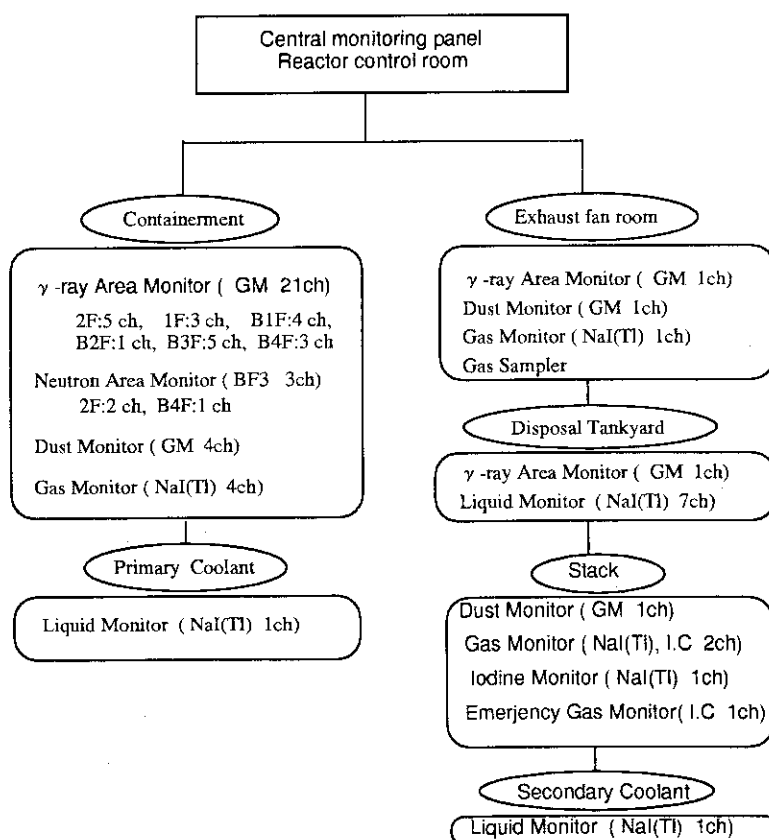 Central monitoring panel
Reactor control room
Containerment
γ -ray Area Monitor ( GM 21ch)
2F:5 ch, 1F:3 ch, B1F:4 ch,
B2F:1 ch, B3F:5 ch, B4F:3 ch
Neutron Area Monitor ( BF3 3ch)
2F:2 ch, B4F:1 ch
Dust Monitor ( GM 4ch)
Gas Monitor ( NaI(Tl) 4ch)
Primary Coolant
Liquid Monitor ( NaI(Tl) 1ch)
Exhaust fan room
γ -ray Area Monitor ( GM 1ch)
Dust Monitor ( GM 1ch)
Gas Monitor ( NaI(Tl) 1ch)
Gas Sampler
Disposal Tankyard
γ -ray Area Monitor ( GM 1ch)
Liquid Monitor ( NaI(Tl) 7ch)
Stack
Dust Monitor ( GM 1ch)
Gas Monitor ( NaI(Tl), I.C 2ch)
Iodine Monitor ( NaI(Tl) 1ch)
Emerjency Gas Monitor( I.C 1ch)
Secondary Coolant
Liquid Monitor ( NaI(Tl) 1ch)